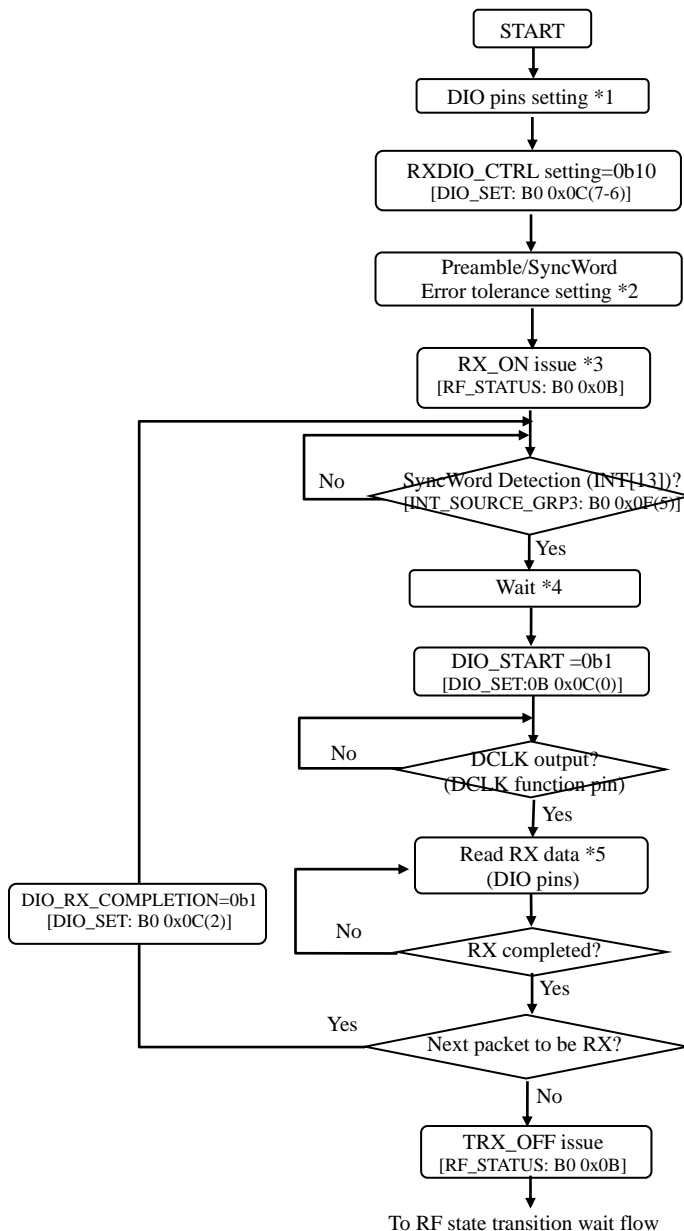 START
DIO pins setting *1
RXDIO_CTRL setting=0b10
[DIO_SET: B0 0x0C(7-6)]
Preamble/SyncWord
Error tolerance setting *2
RX_ON issue *3
[RF_STATUS: B0 0x0B]
No
SyncWord Detection (INT[13])?
[INT_SOURCE_GRP3: B0 0x0F(5)]
Yes
Wait *4
DIO_START =0b1
[DIO_SET:0B 0x0C(0)]
No
DCLK output?
(DCLK function pin)
Yes
Read RX data *5
(DIO pins)
DIO_RX_COMPLETION=0b1
[DIO_SET: B0 0x0C(2)]
No
RX completed?
Yes
Yes
Next packet to be RX?
No
TRX_OFF issue
[RF_STATUS: B0 0x0B]
To RF state transition wait flow